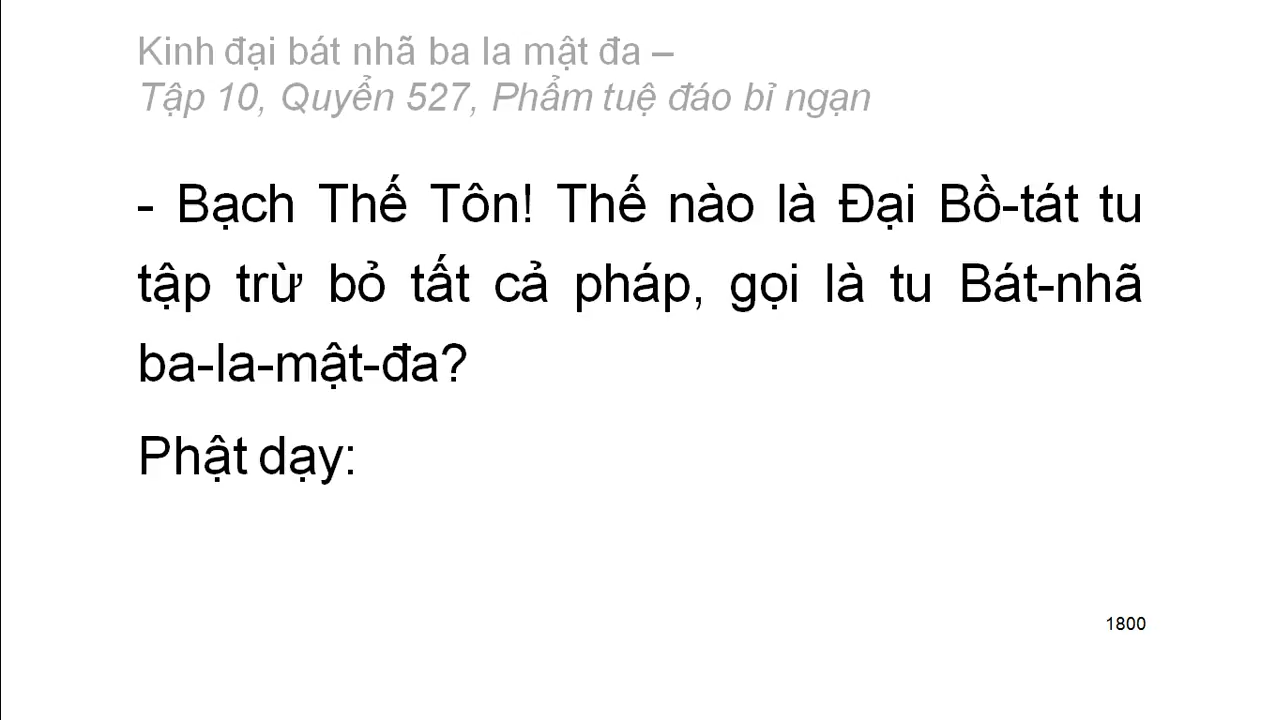 Kinh đại bát nhã ba la mật đa –
Tập 10, Quyển 527, Phẩm tuệ đáo bỉ ngạn
- Bạch Thế Tôn! Thế nào là Đại Bồ-tát tu
tập trừ bỏ tất cả pháp, gọi là tu Bát-nhã
ba-la-mật-đa?
Phật dạy:
1800